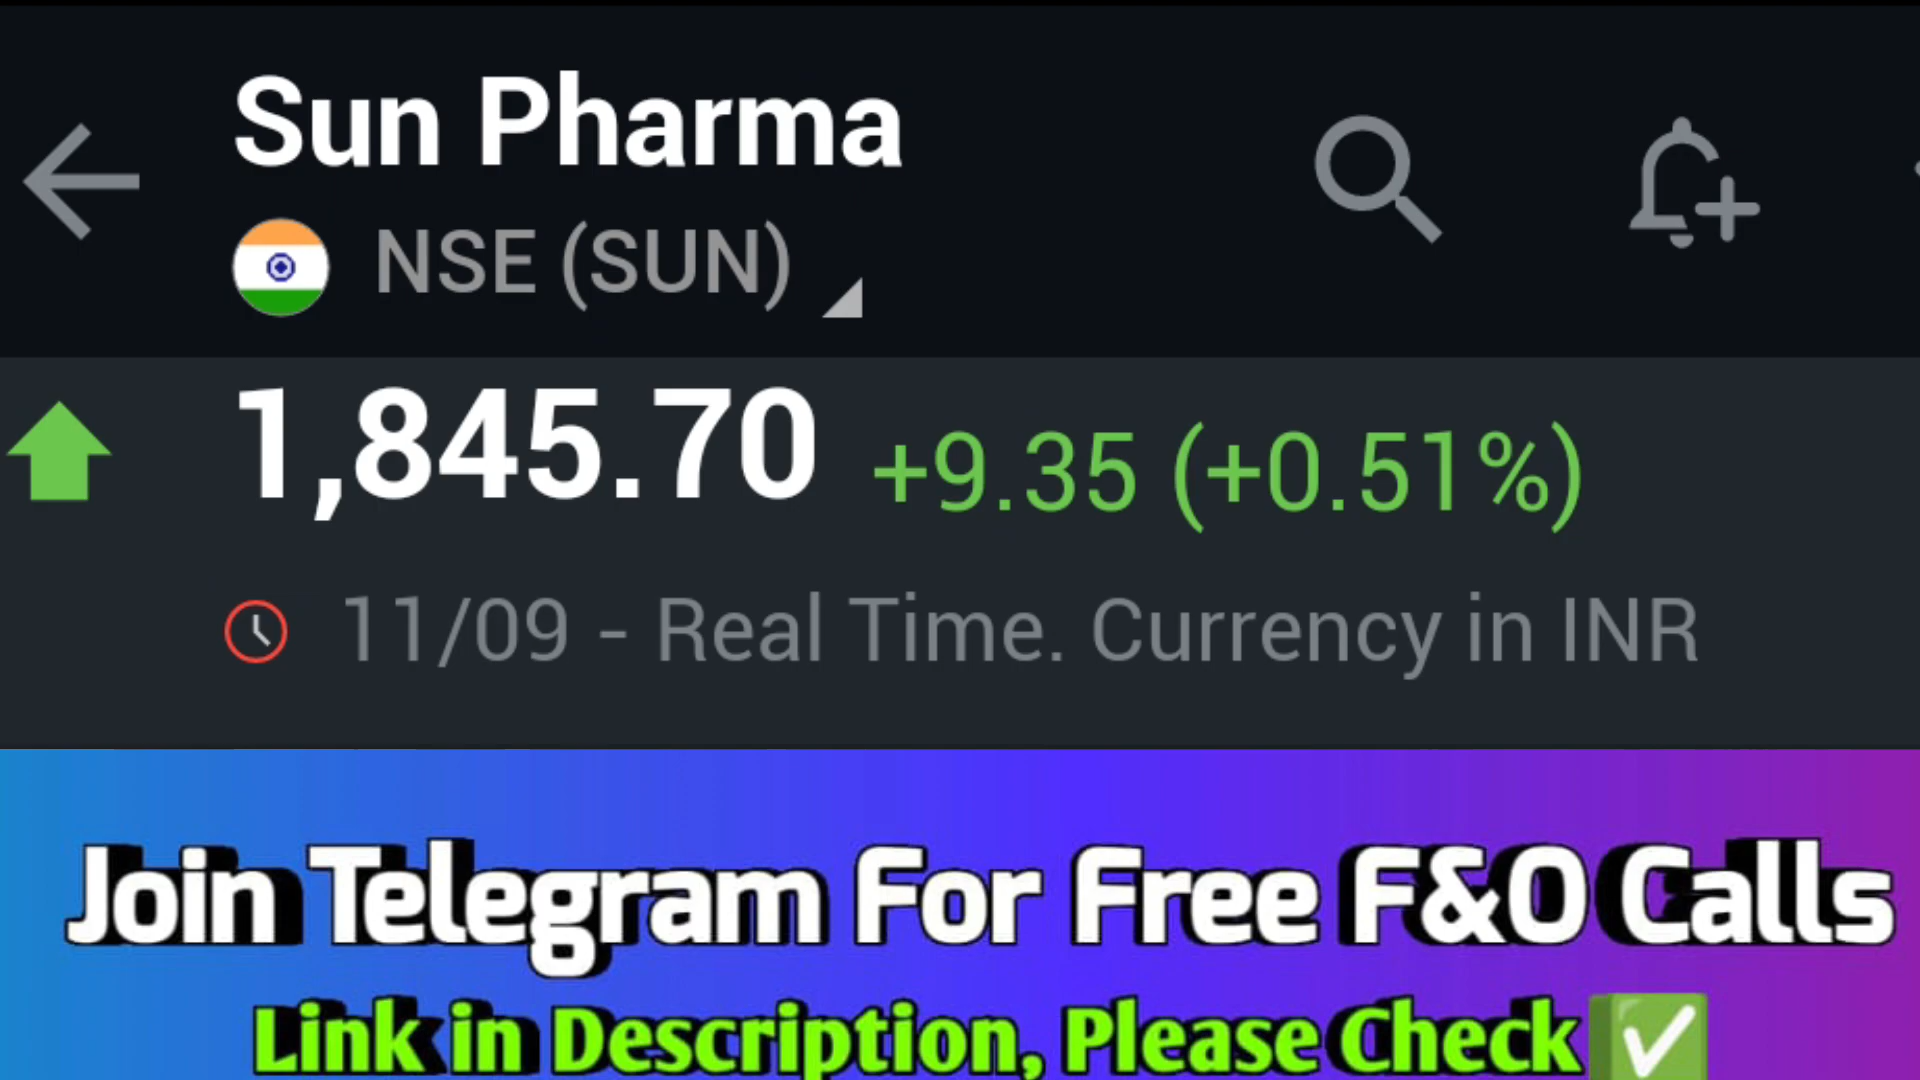 Sun Pharma
NSE (SUN)
1,845.70 +9.35 (+0.51%)
11/09 - Real Time. Currency in INR
Join Telegram For Free F&O Calls
Link in Description, Please Check ✅